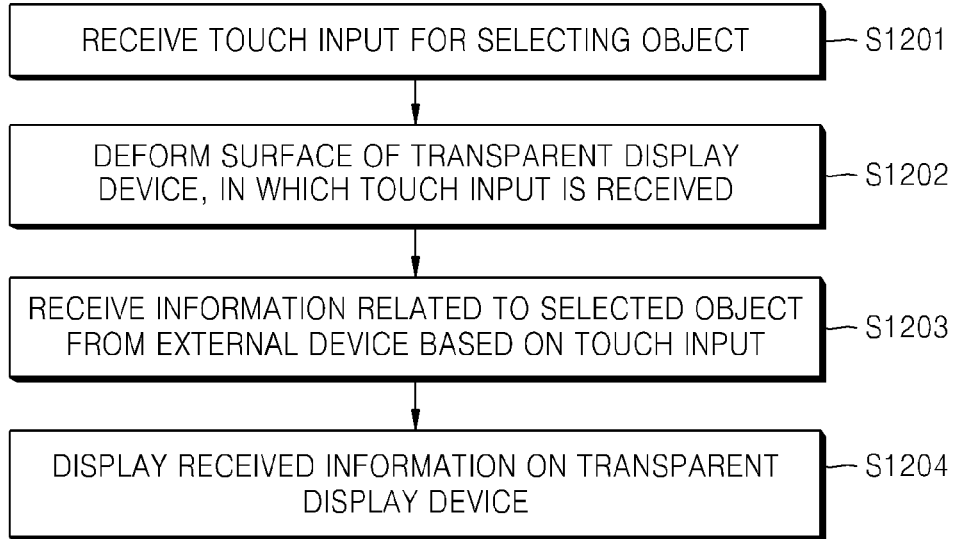 RECEIVE TOUCH INPUT FOR SELECTING OBJECT
S1201
DEFORM SURFACE OF TRANSPARENT DISPLAY
DEVICE, IN WHICH TOUCH INPUT IS RECEIVED
S1202
RECEIVE INFORMATION RELATED TO SELECTED OBJECT
FROM EXTERNAL DEVICE BASED ON TOUCH INPUT
S1203
DISPLAY RECEIVED INFORMATION ON TRANSPARENT
DISPLAY DEVICE
S1204